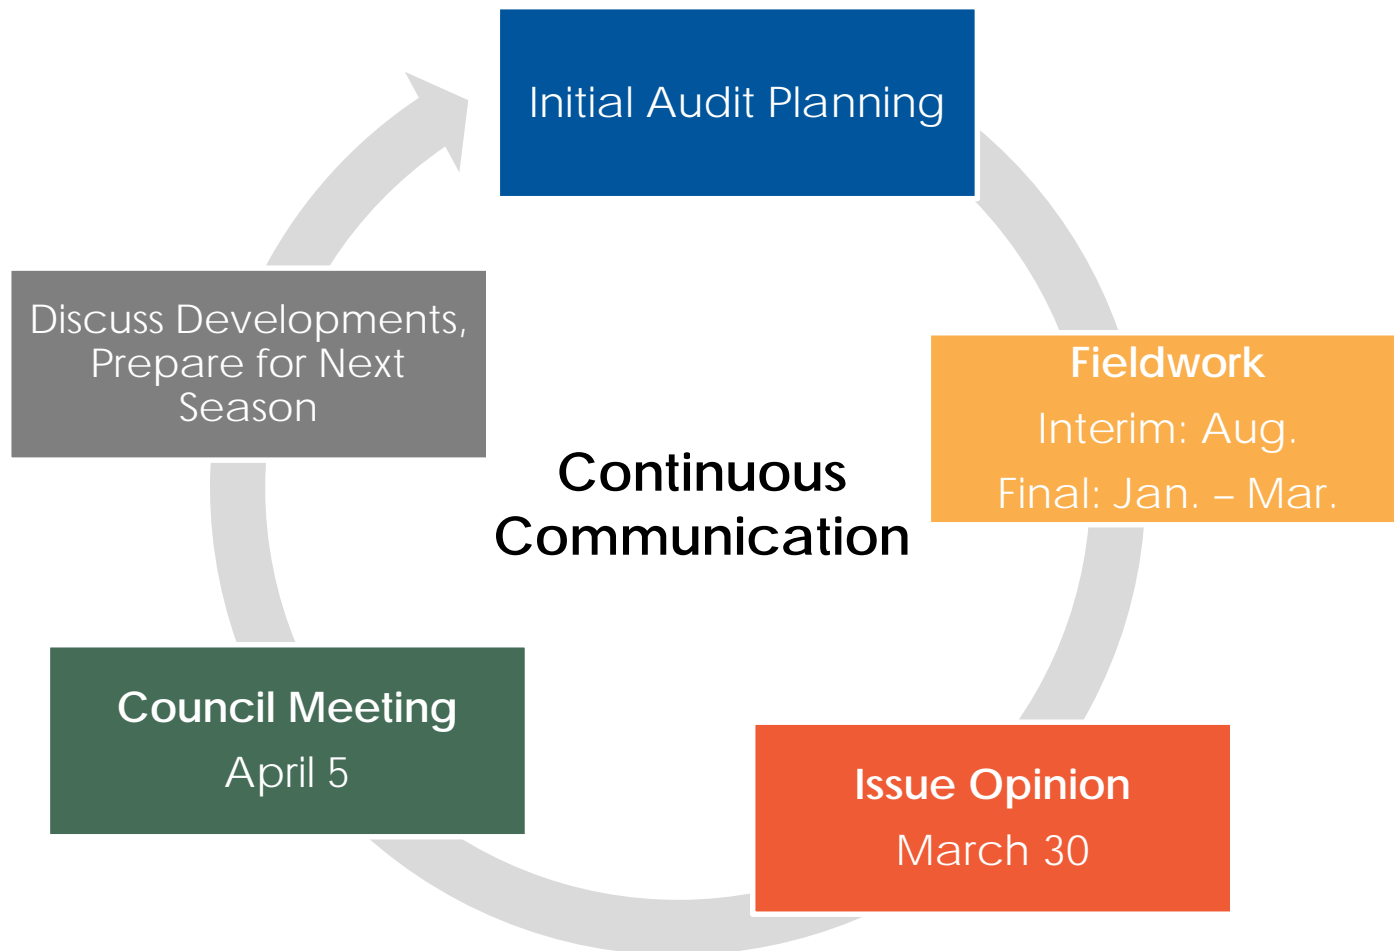 Initial Audit Planning
Fieldwork
Interim: Aug.
Final: Jan. – Mar.
Issue Opinion
March 30
Council Meeting
April 5
Discuss Developments,
Prepare for Next
Season
Continuous
Communication